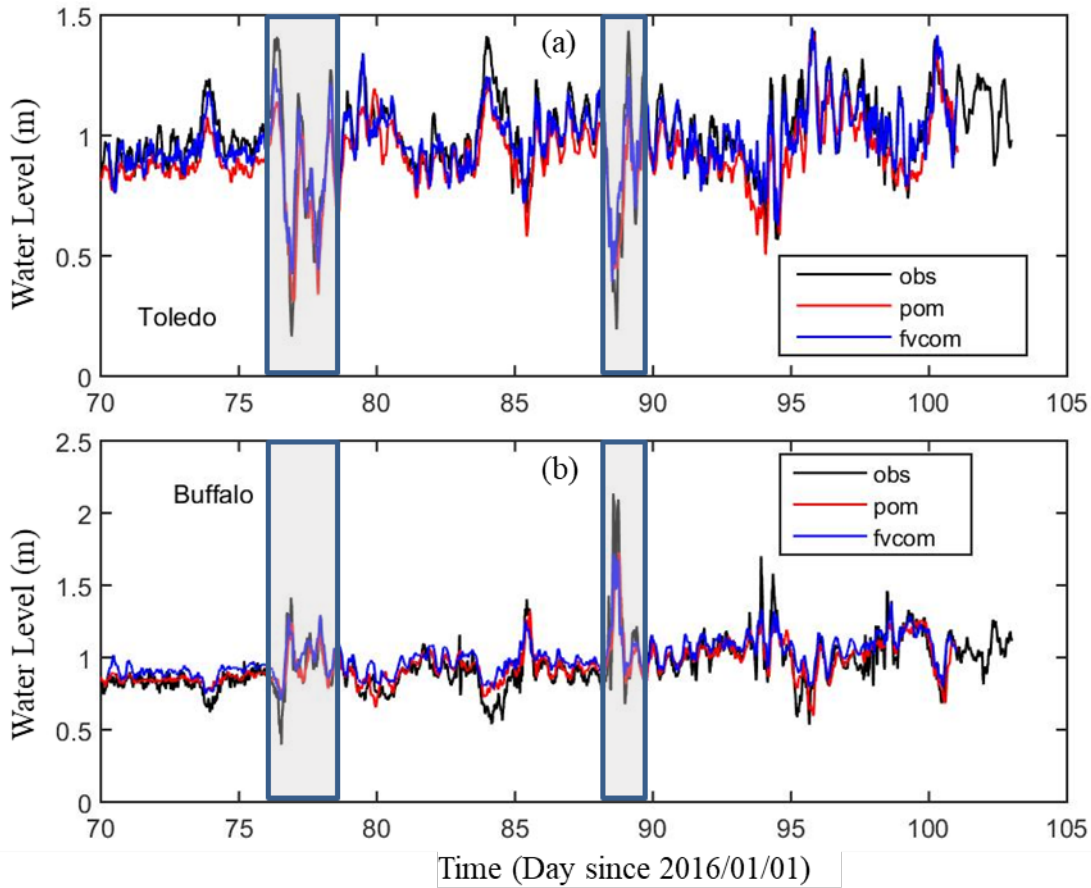 1.5
(a)
1
Water Level (m)
0.5
Toledo
obs
pom
fvcom
0
70 75 80 85 90 95 100 105
2.5
(b)
Buffalo
obs
pom
fvcom
2
1.5
Water Level (m)
1
0.5
0
70 75 80 85 90 95 100 105
Time (Day since 2016/01/01)